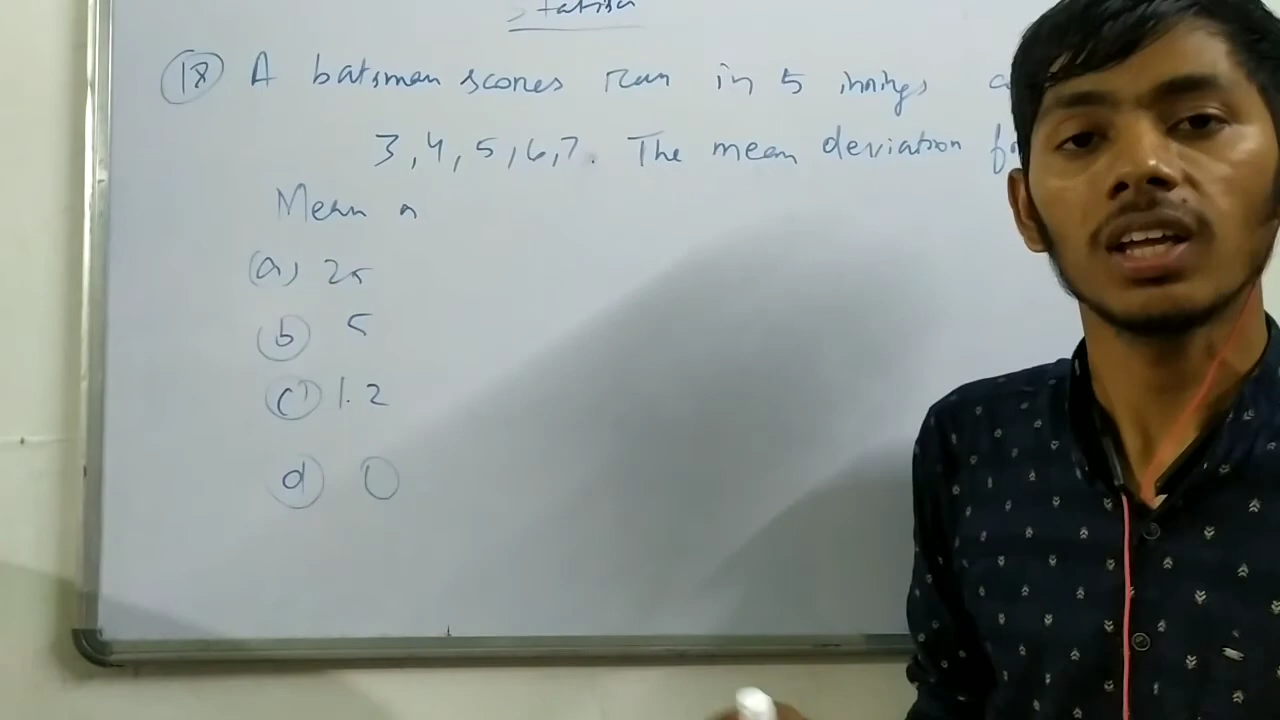 (18) A batsman scores run in 5 innings
3, 4, 5, 6, 7. The mean deviation
Mean
(a) 25
(b) 5
(c) 1.2
(d) 0